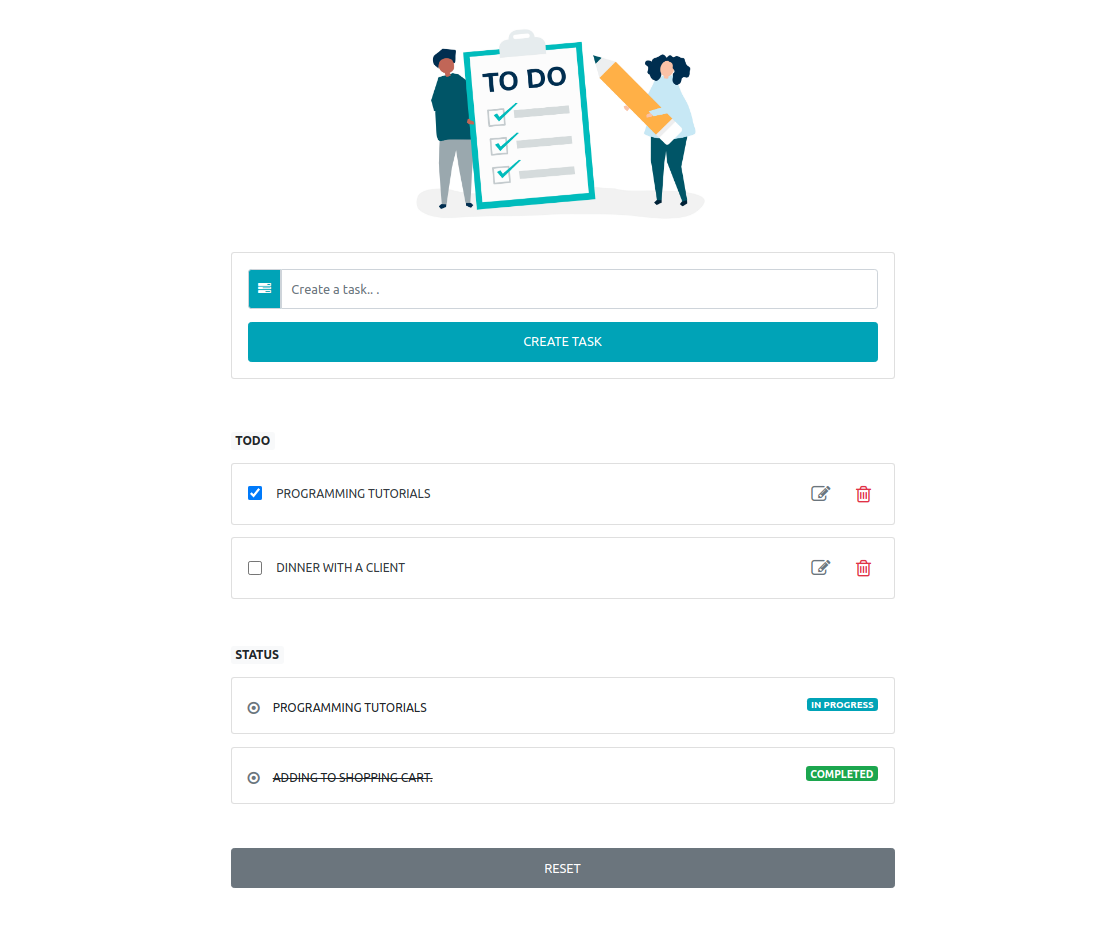 TO DO
Create a task.. .
CREATE TASK
TODO
PROGRAMMING TUTORIALS
DINNER WITH A CLIENT
STATUS
PROGRAMMING TUTORIALS IN PROGRESS
ADDING TO SHOPPING CART. COMPLETED
RESET